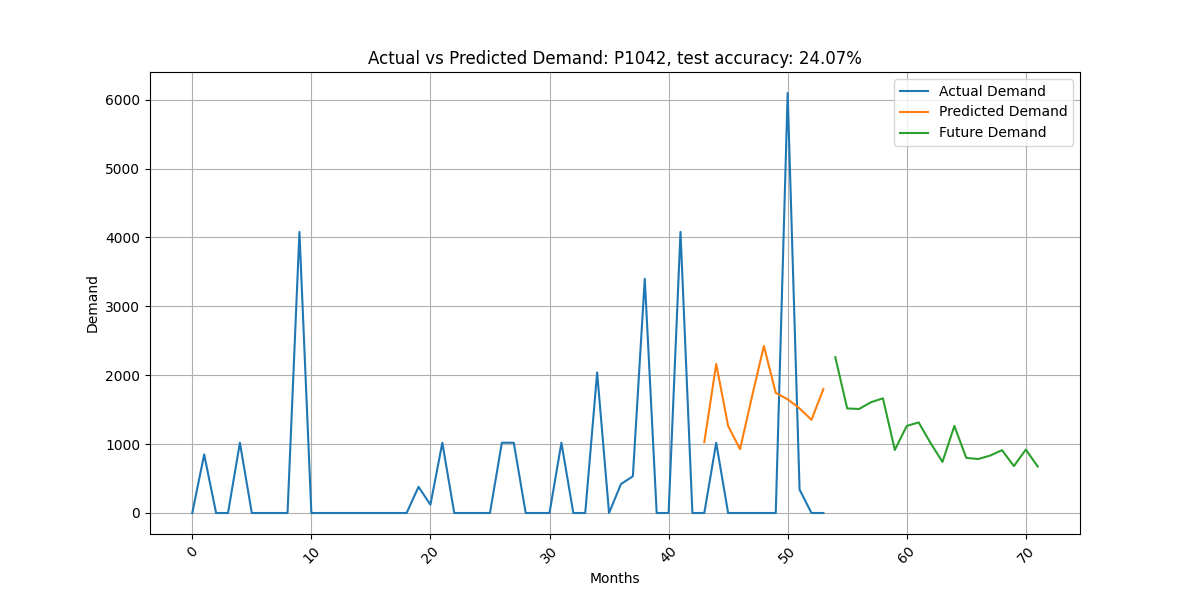 Actual vs Predicted Demand: P1042, test accuracy: 24.07%
Actual Demand
Predicted Demand
Future Demand
6000
5000
4000
3000
2000
1000
0
Demand
0 10 20 30 40 50 60 70
Months